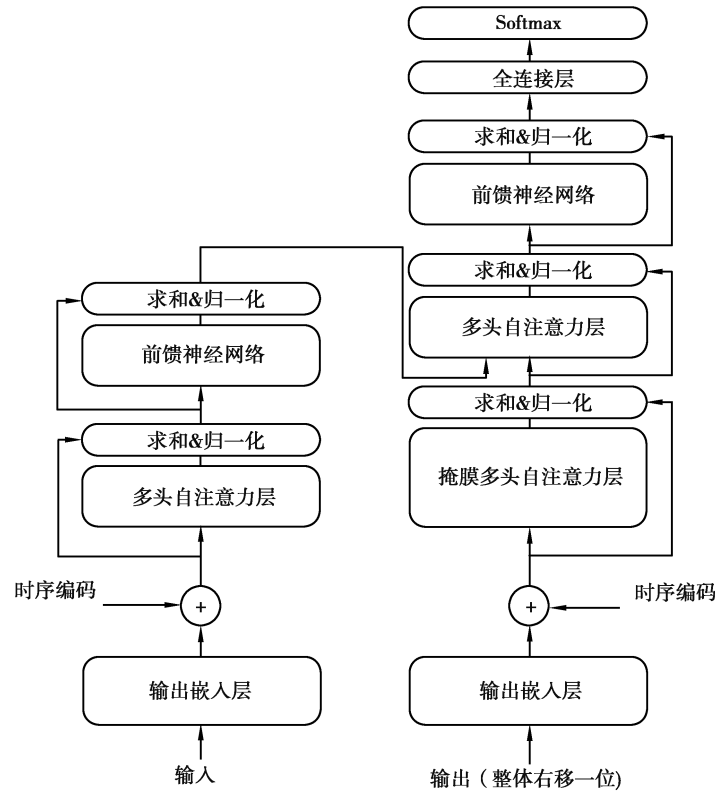 Softmax
全连接层
求和&归一化
前馈神经网络
求和&归一化
多头自注意力层
求和&归一化
掩膜多头自注意力层
求和&归一化
前馈神经网络
求和&归一化
多头自注意力层
时序编码
+
+
时序编码
输出嵌入层
输出嵌入层
输入
输出（整体右移一位)